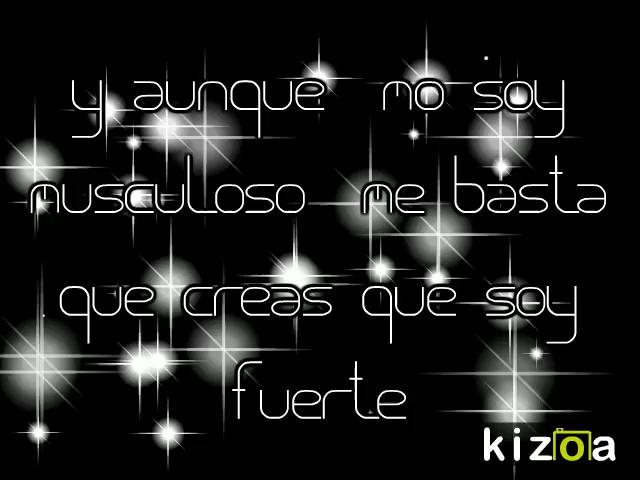 y aunque no soy
musculoso me basta
que creas que soy
fuerte
kizoa